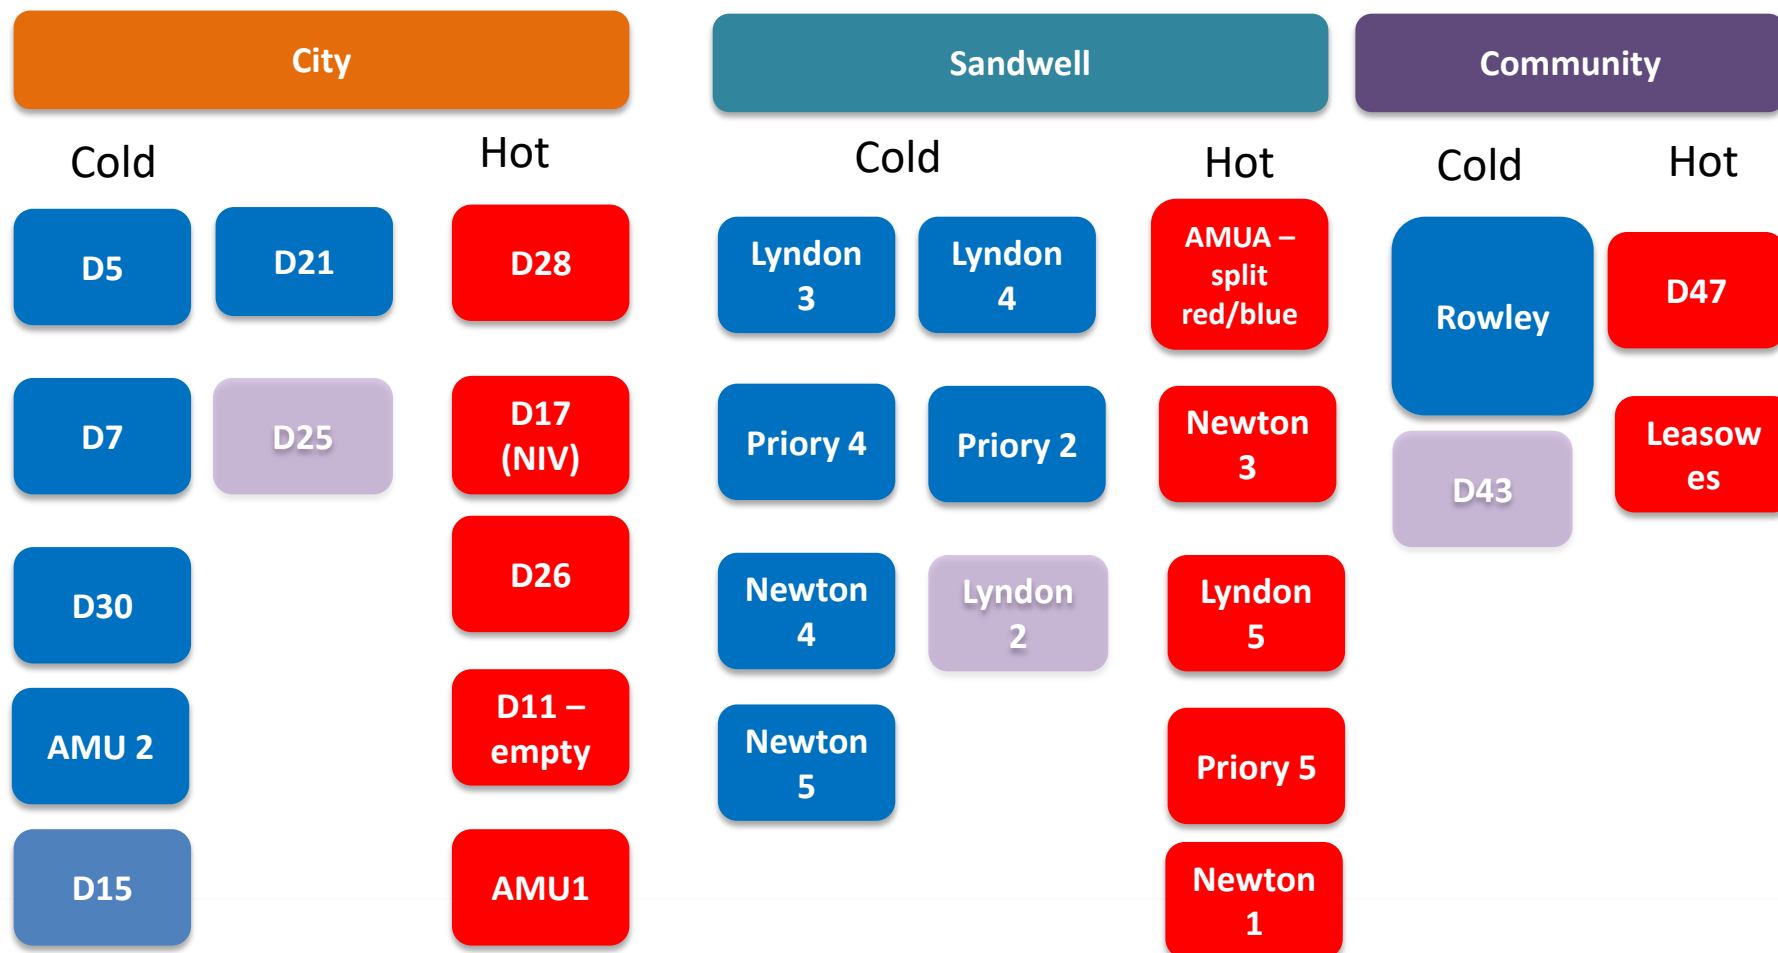 City
Sandwell
Community
Cold
Hot
Cold
Hot
Cold
Hot
D5
D21
D28
Lyndon
3
Lyndon
4
AMUA –
split
red/blue
Rowley
D47
D7
D25
D17
(NIV)
Priory 4
Priory 2
Newton
3
D43
Leasow
es
D30
D26
Newton
4
Lyndon
2
Lyndon
5
AMU 2
D11 –
empty
Newton
5
Priory 5
D15
AMU1
Newton
1